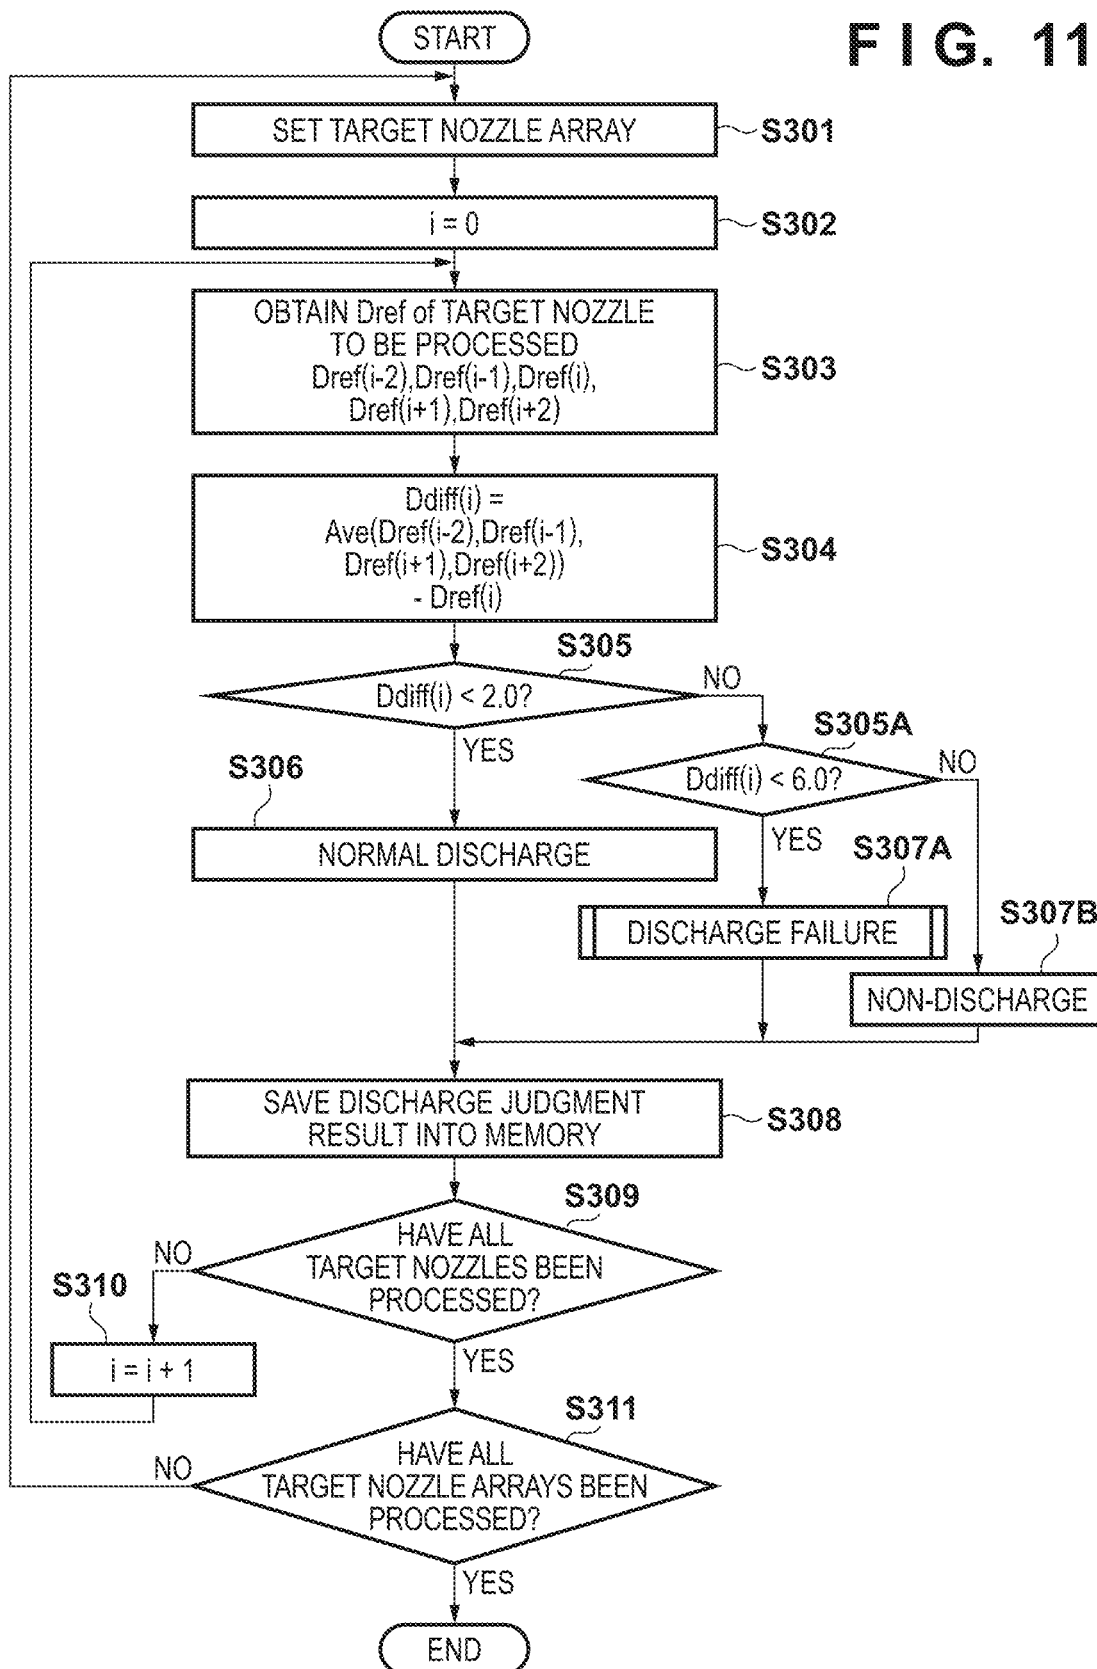 FIG. 11
START
SET TARGET NOZZLE ARRAY
S301
i = 0
S302
OBTAIN Dref of TARGET NOZZLE
TO BE PROCESSED
Dref(i-2),Dref(i-1),Dref(i),
Dref(i+1),Dref(i+2)
S303
Ddiff(i) =
Ave(Dref(i-2),Dref(i-1),
Dref(i+1),Dref(i+2))
- Dref(i)
S304
S305
Ddiff(i) < 2.0?
NO
YES
S305A
Ddiff(i) < 6.0?
NO
YES
S306
NORMAL DISCHARGE
S307A
DISCHARGE FAILURE
S307B
NON-DISCHARGE
SAVE DISCHARGE JUDGMENT
RESULT INTO MEMORY
S308
S309
HAVE ALL
TARGET NOZZLES BEEN
PROCESSED?
NO
YES
S310
i = i + 1
S311
HAVE ALL
TARGET NOZZLE ARRAYS BEEN
PROCESSED?
NO
YES
END